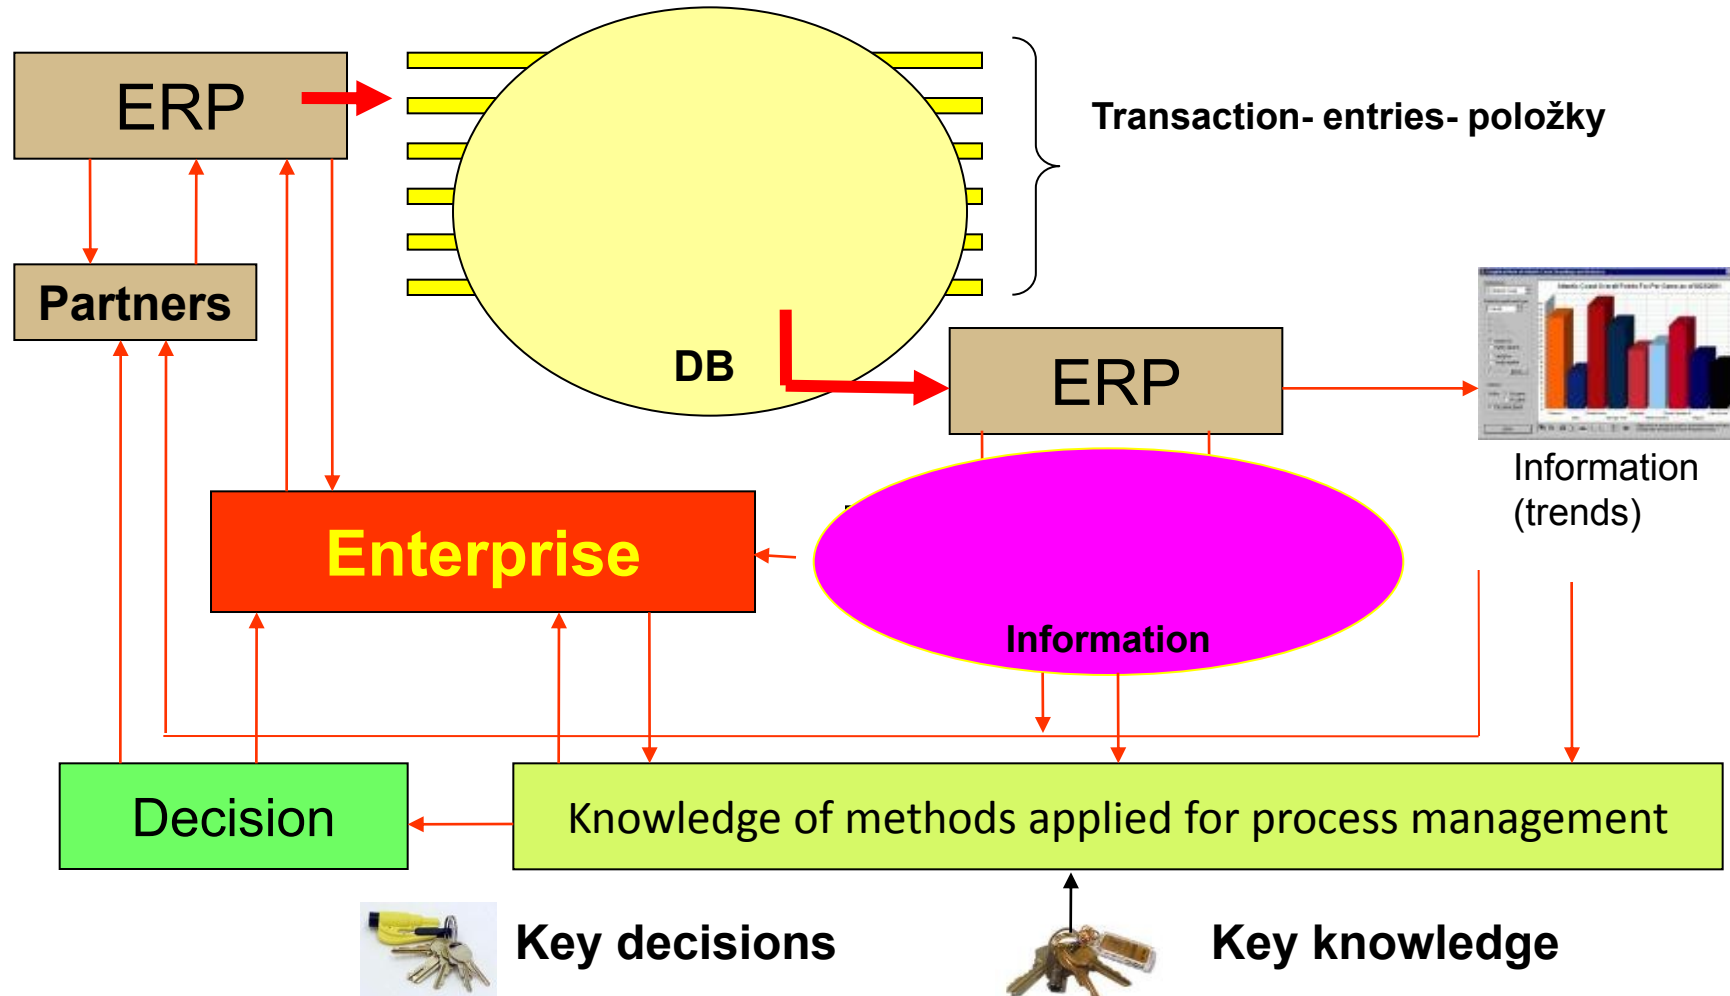 ERP
Transaction- entries- položky
Partners
DB
ERP
Information
(trends)
Enterprise
Information
Decision
Knowledge of methods applied for process management
Key decisions
Key knowledge